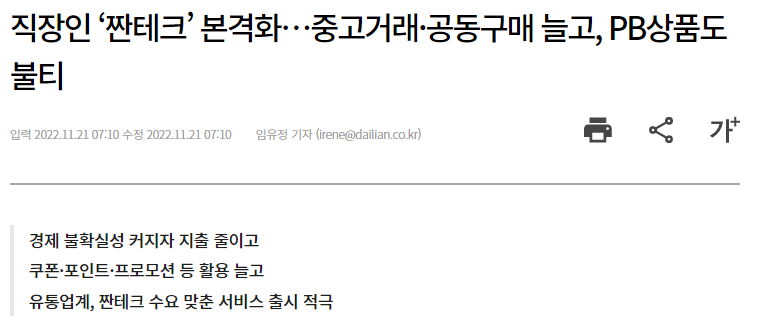 직장인 ‘짠테크’ 본격화…중고거래·공동구매 늘고, PB상품도
불티
입력 2022.11.21 07:10 수정 2022.11.21 07:10 임유정 기자 (irene@dailian.co.kr)
가+
경제 불확실성 커지자 지출 줄이고
쿠폰·포인트·프로모션 등 활용 늘고
유통업계, 짠테크 수요 맞춘 서비스 출시 적극